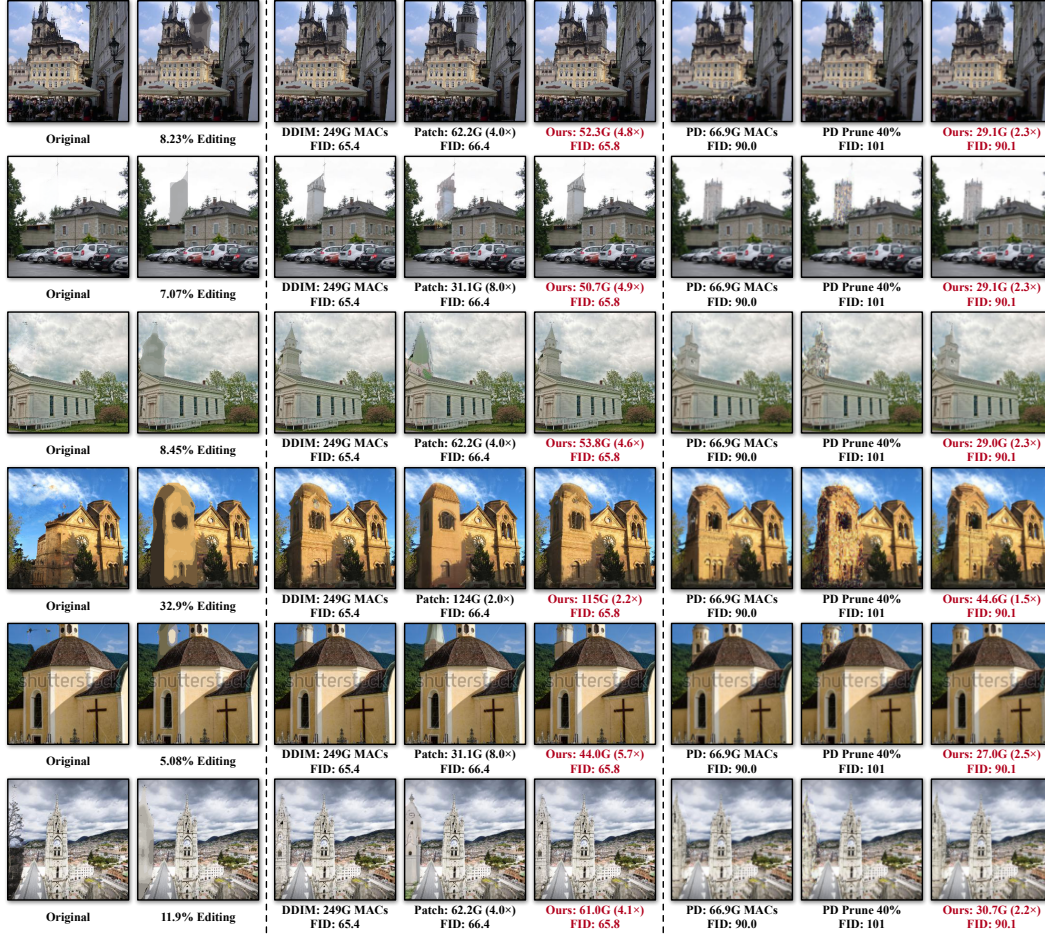 Original
8.23% Editing
DDIM: 249G MACs
FID: 65.4
Patch: 62.2G (4.0×)
FID: 66.4
Ours: 52.3G (4.8×)
FID: 65.8
PD: 66.9G MACs
FID: 90.0
PD Prune 40%
FID: 101
Ours: 29.1G (2.3×)
FID: 90.1
Original
7.07% Editing
DDIM: 249G MACs
FID: 65.4
Patch: 31.1G (8.0×)
FID: 66.4
Ours: 50.7G (4.9×)
FID: 65.8
PD: 66.9G MACs
FID: 90.0
PD Prune 40%
FID: 101
Ours: 29.1G (2.3×)
FID: 90.1
Original
8.45% Editing
DDIM: 249G MACs
FID: 65.4
Patch: 62.2G (4.0×)
FID: 66.4
Ours: 53.8G (4.6×)
FID: 65.8
PD: 66.9G MACs
FID: 90.0
PD Prune 40%
FID: 101
Ours: 29.0G (2.3×)
FID: 90.1
Original
32.9% Editing
DDIM: 249G MACs
FID: 65.4
Patch: 124G (2.0×)
FID: 66.4
Ours: 115G (2.2×)
FID: 65.8
PD: 66.9G MACs
FID: 90.0
PD Prune 40%
FID: 101
Ours: 44.6G (1.5×)
FID: 90.1
shutterstock
shutterstock
shutterstock
shutterstock
shutterstock
shutterstock
shutterstock
shutterstock
Original
5.08% Editing
DDIM: 249G MACs
FID: 65.4
Patch: 31.1G (8.0×)
FID: 66.4
Ours: 44.0G (5.7×)
FID: 65.8
PD: 66.9G MACs
FID: 90.0
PD Prune 40%
FID: 101
Ours: 27.0G (2.5×)
FID: 90.1
Original
11.9% Editing
DDIM: 249G MACs
FID: 65.4
Patch: 62.2G (4.0×)
FID: 66.4
Ours: 61.0G (4.1×)
FID: 65.8
PD: 66.9G MACs
FID: 90.0
PD Prune 40%
FID: 101
Ours: 30.7G (2.2×)
FID: 90.1